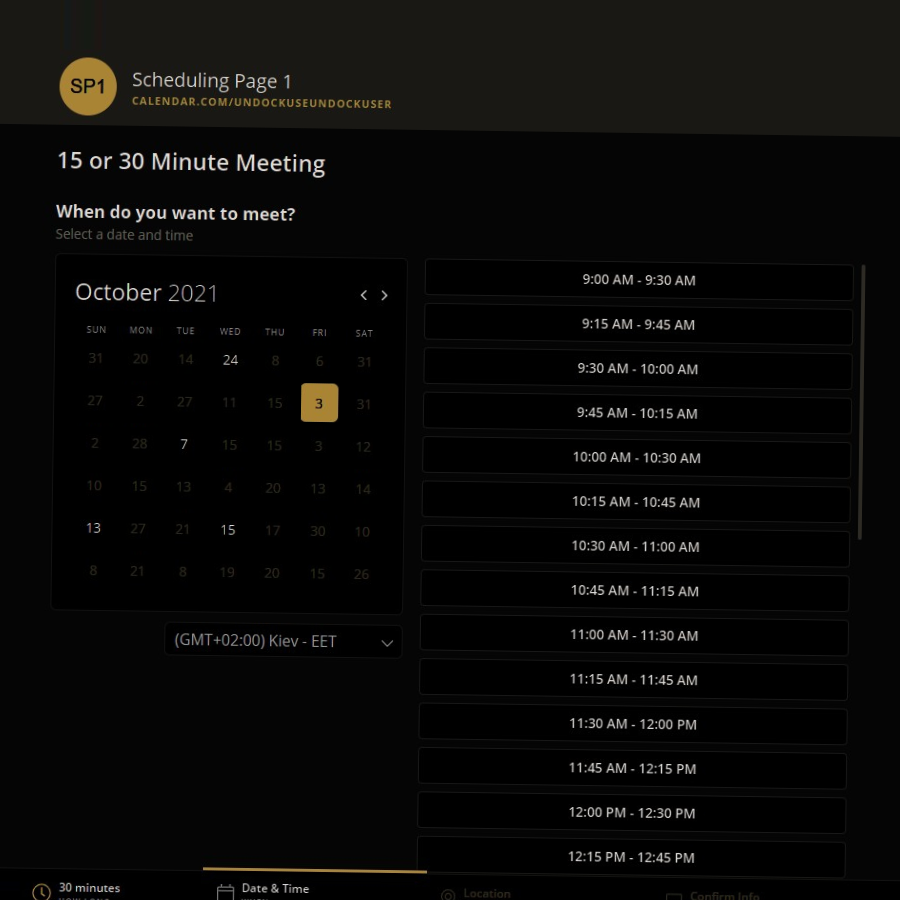 SP1
Scheduling Page 1
CALENDAR.COM/UNDOCKUSEUNDOCKUSER
15 or 30 Minute Meeting
When do you want to meet?
Select a date and time
October 2021
SUN MON TUE WED THU FRI SAT
31 20 14 24 8 6 31
27 2 27 11 15 3 31
2 28 7 15 15 3 12
10 15 13 4 20 13 14
13 27 21 15 17 30 10
8 21 8 19 20 15 26
(GMT+02:00) Kiev - EET
9:00 AM - 9:30 AM
9:15 AM - 9:45 AM
9:30 AM - 10:00 AM
9:45 AM - 10:15 AM
10:00 AM - 10:30 AM
10:15 AM - 10:45 AM
10:30 AM - 11:00 AM
10:45 AM - 11:15 AM
11:00 AM - 11:30 AM
11:15 AM - 11:45 AM
11:30 AM - 12:00 PM
11:45 AM - 12:15 PM
12:00 PM - 12:30 PM
12:15 PM - 12:45 PM
30 minutes
Date & Time
Location
Confirm Info